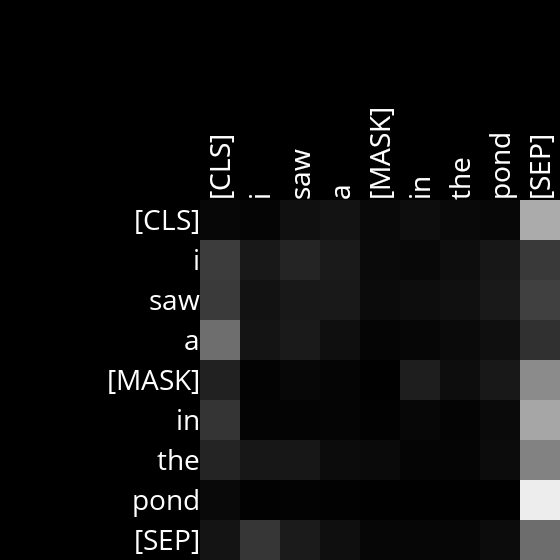 [CLS] i saw a [MASK] in the pond [SEP]
[CLS]
i
saw
a
[MASK]
in
the
pond
[SEP]